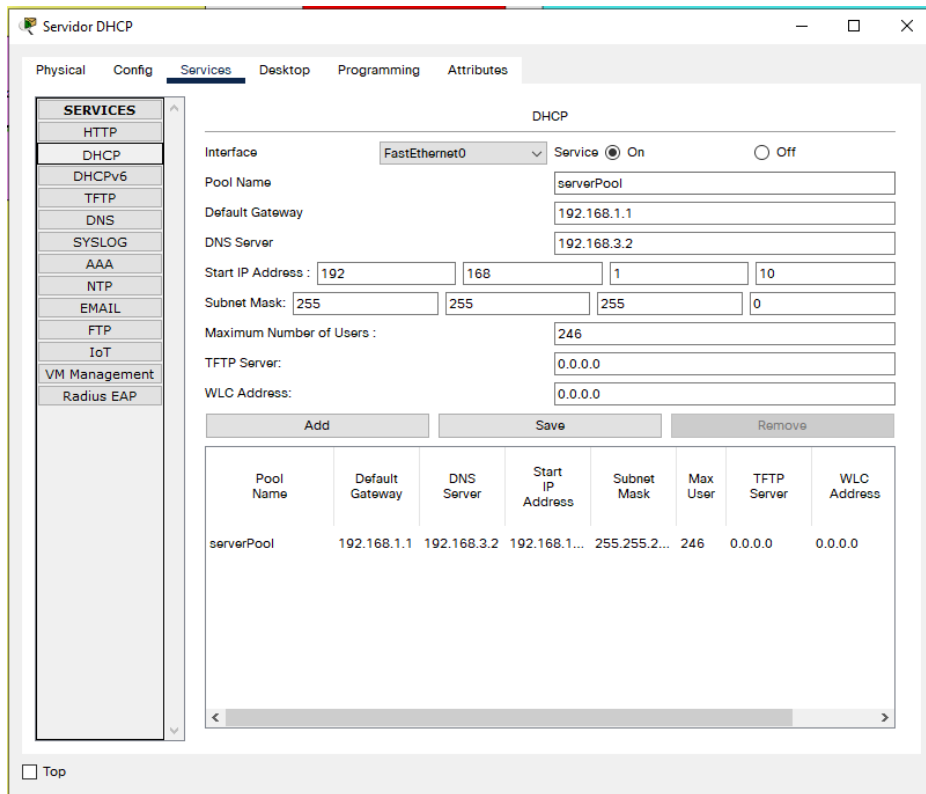 Servidor DHCP
Physical Config Services Desktop Programming Attributes
SERVICES
HTTP
DHCP
DHCPv6
TFTP
DNS
SYSLOG
AAA
NTP
EMAIL
FTP
IoT
VM Management
Radius EAP
DHCP
Interface FastEthernet0 Service On Off
Pool Name serverPool
Default Gateway 192.168.1.1
DNS Server 192.168.3.2
Start IP Address : 192 168 1 10
Subnet Mask: 255 255 255 0
Maximum Number of Users : 246
TFTP Server: 0.0.0.0
WLC Address: 0.0.0.0
Add Save Remove
Pool Name Default Gateway DNS Server Start IP Address Subnet Mask Max User TFTP Server WLC Address
serverPool 192.168.1.1 192.168.3.2 192.168.1... 255.255.2... 246 0.0.0.0 0.0.0.0
Top